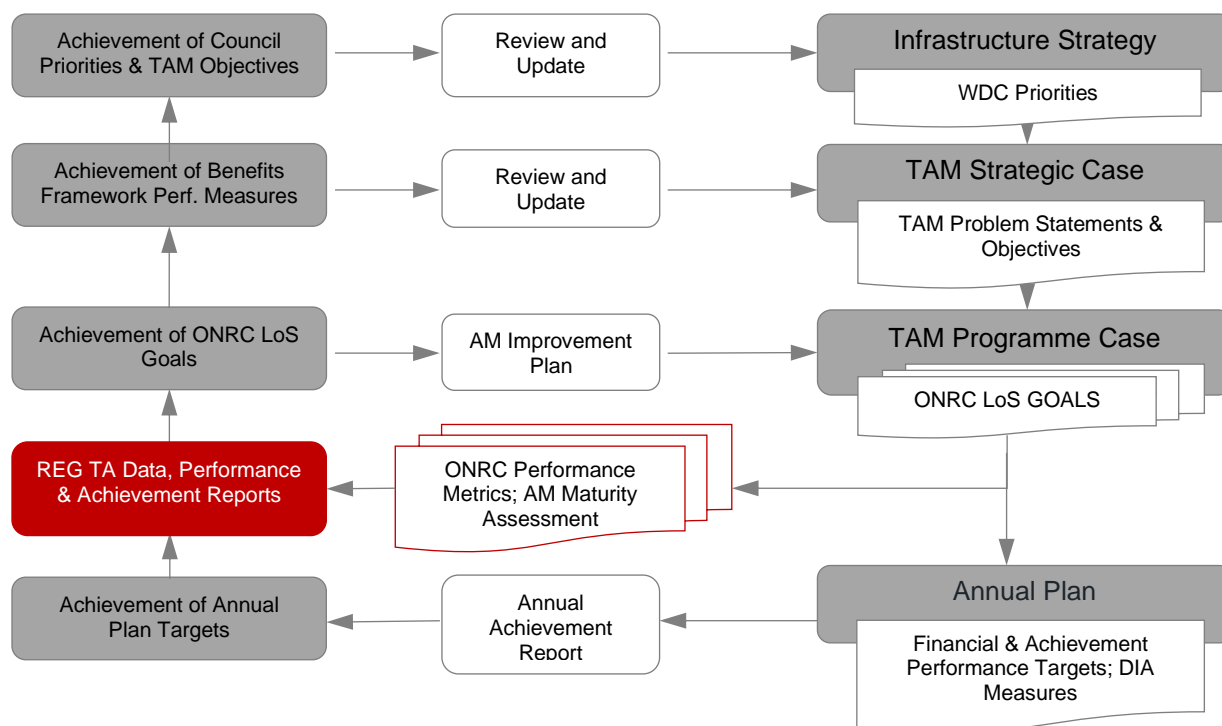 Achievement of Council
Priorities & TAM Objectives
Review and
Update
Infrastructure Strategy
WDC Priorities
Achievement of Benefits
Framework Perf. Measures
Review and
Update
TAM Strategic Case
TAM Problem Statements &
Objectives
Achievement of ONRC LoS
Goals
AM Improvement
Plan
TAM Programme Case
ONRC LoS GOALS
REG TA Data, Performance
& Achievement Reports
ONRC Performance
Metrics; AM Maturity
Assessment
Achievement of Annual
Plan Targets
Annual
Achievement
Report
Annual Plan
Financial & Achievement
Performance Targets; DIA
Measures